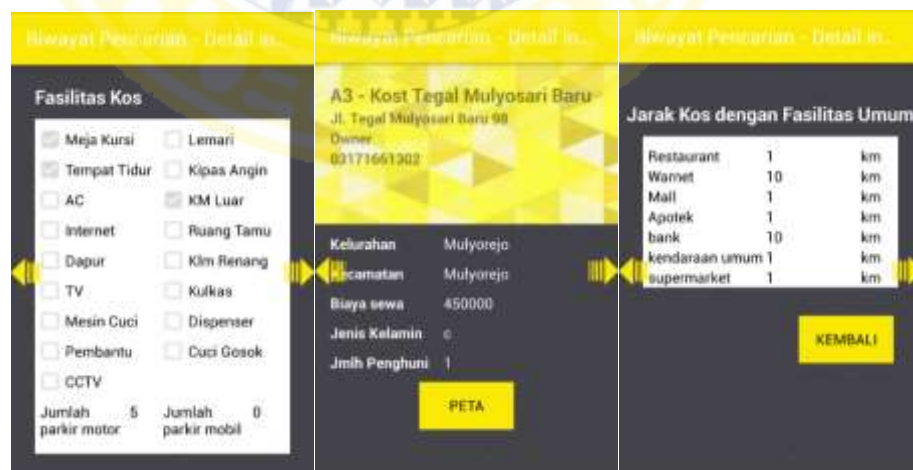 Riwayat Pencarian - Detail in...
Fasilitas Kos
Meja Kursi Lemari
Tempat Tidur Kipas Angin
AC KM Luar
Internet Ruang Tamu
Dapur Klm Renang
TV Kulkas
Mesin Cuci Dispenser
Pembantu Cuci Gosok
CCTV
Jumlah 5 Jumlah 0
parkir motor parkir mobil
Riwayat Pencarian - Detail in...
A3 - Kost Tegal Mulyosari Baru
Jl. Tegal Mulyosari Baru 98
Owner
03171661302
Kelurahan Mulyorejo
Kecamatan Mulyorejo
Biaya sewa 450000
Jenis Kelamin c
Jmlh Penghuni 1
PETA
Riwayat Pencarian - Detail in...
Jarak Kos dengan Fasilitas Umum
Restaurant 1 km
Warnet 10 km
Mall 1 km
Apotek 1 km
bank 10 km
kendaraan umum 1 km
supermarket 1 km
KEMBALI